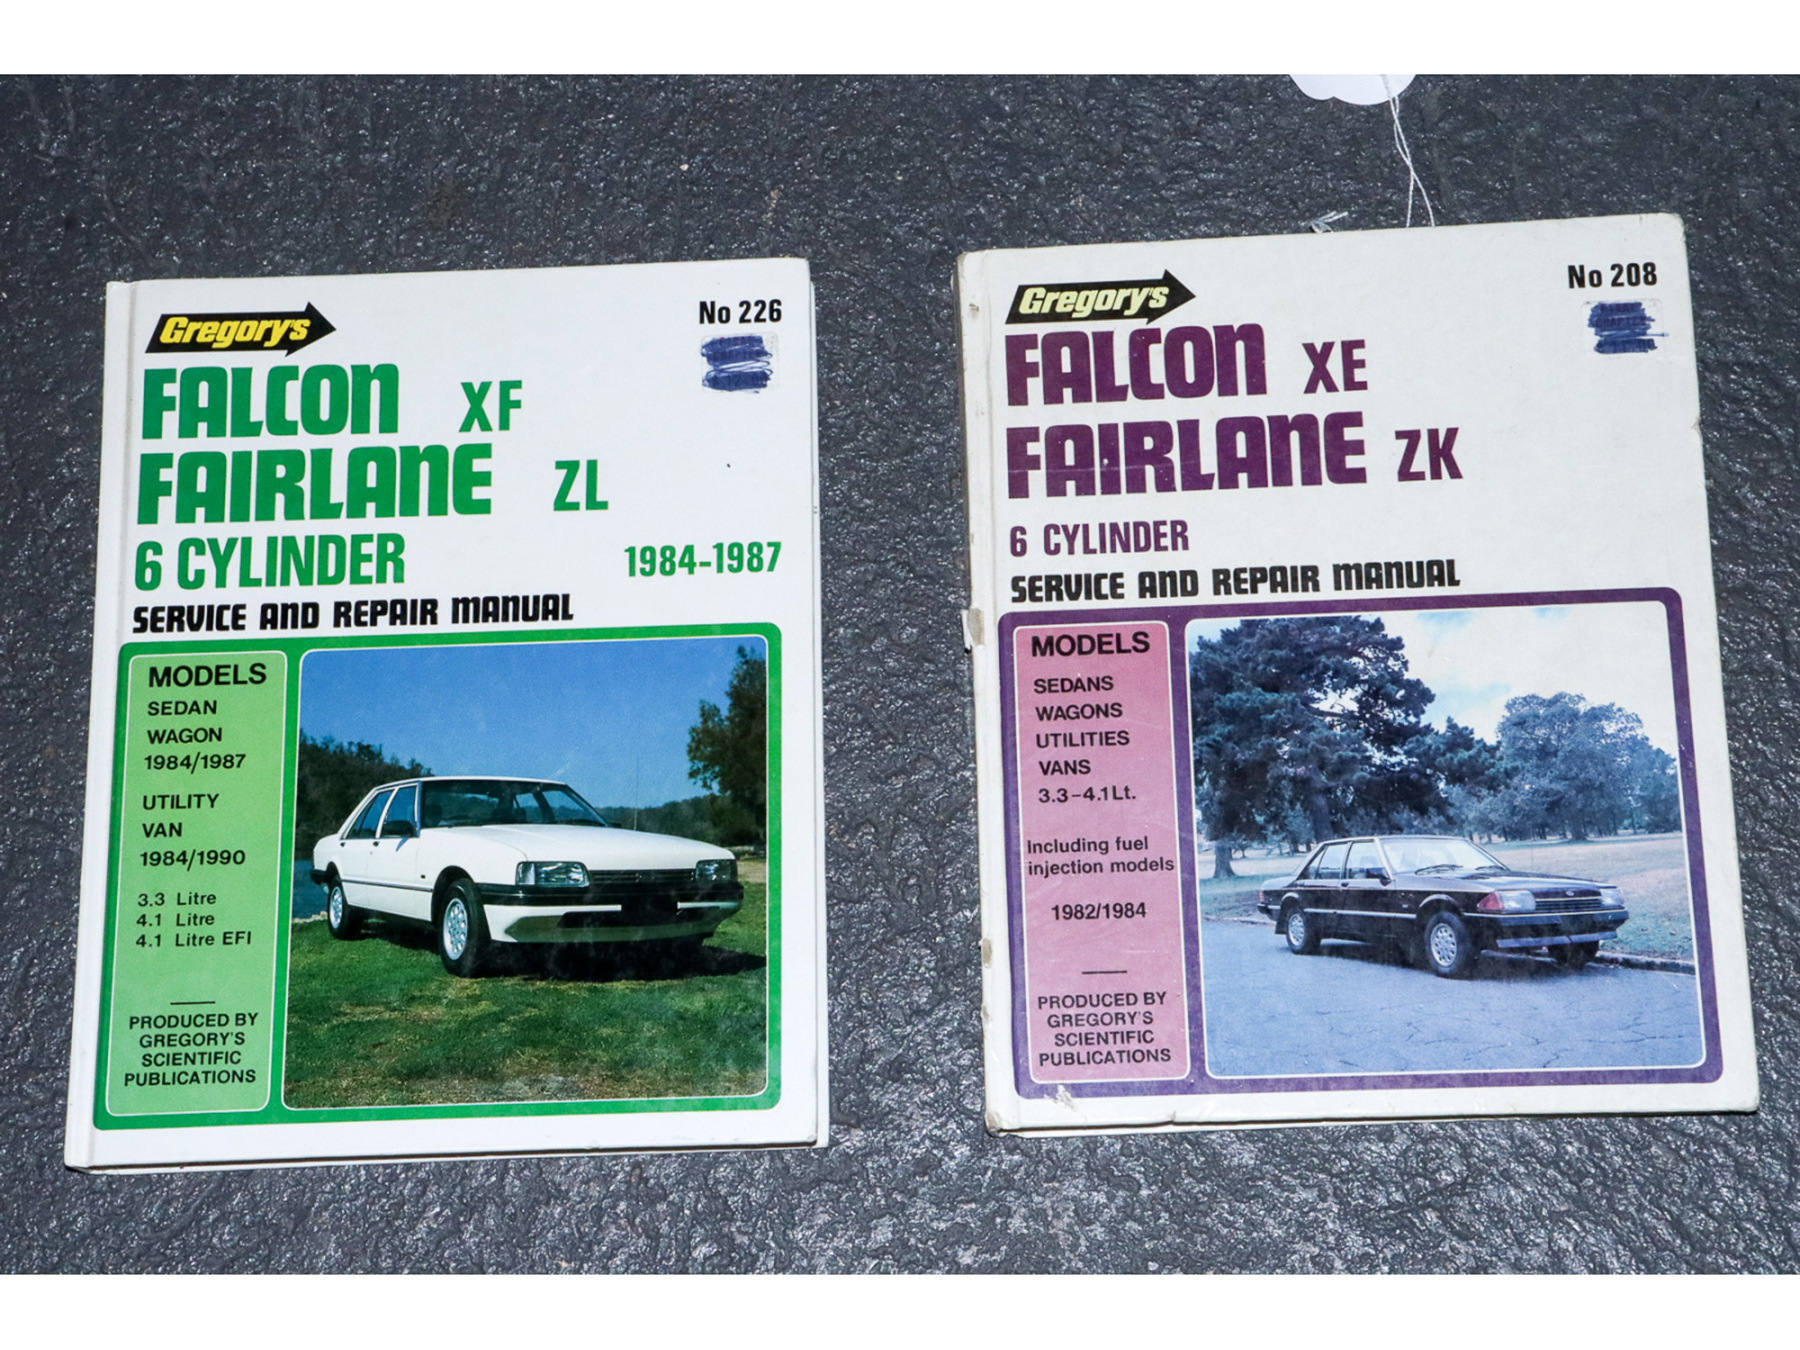 Gregory's
No 226
FALCON XF
FAIRLANE ZL
6 CYLINDER
1984-1987
SERVICE AND REPAIR MANUAL
MODELS
SEDAN
WAGON
1984/1987
UTILITY
VAN
1984/1990
3.3 Litre
4.1 Litre
4.1 Litre EFI
PRODUCED BY
GREGORY'S
SCIENTIFIC
PUBLICATIONS
Gregory's
No 208
FALCON XE
FAIRLANE ZK
6 CYLINDER
SERVICE AND REPAIR MANUAL
MODELS
SEDANS
WAGONS
UTILITIES
VANS
3.3-4.1 Lt.
Including fuel
injection models
1982/1984
PRODUCED BY
GREGORY'S
SCIENTIFIC
PUBLICATIONS